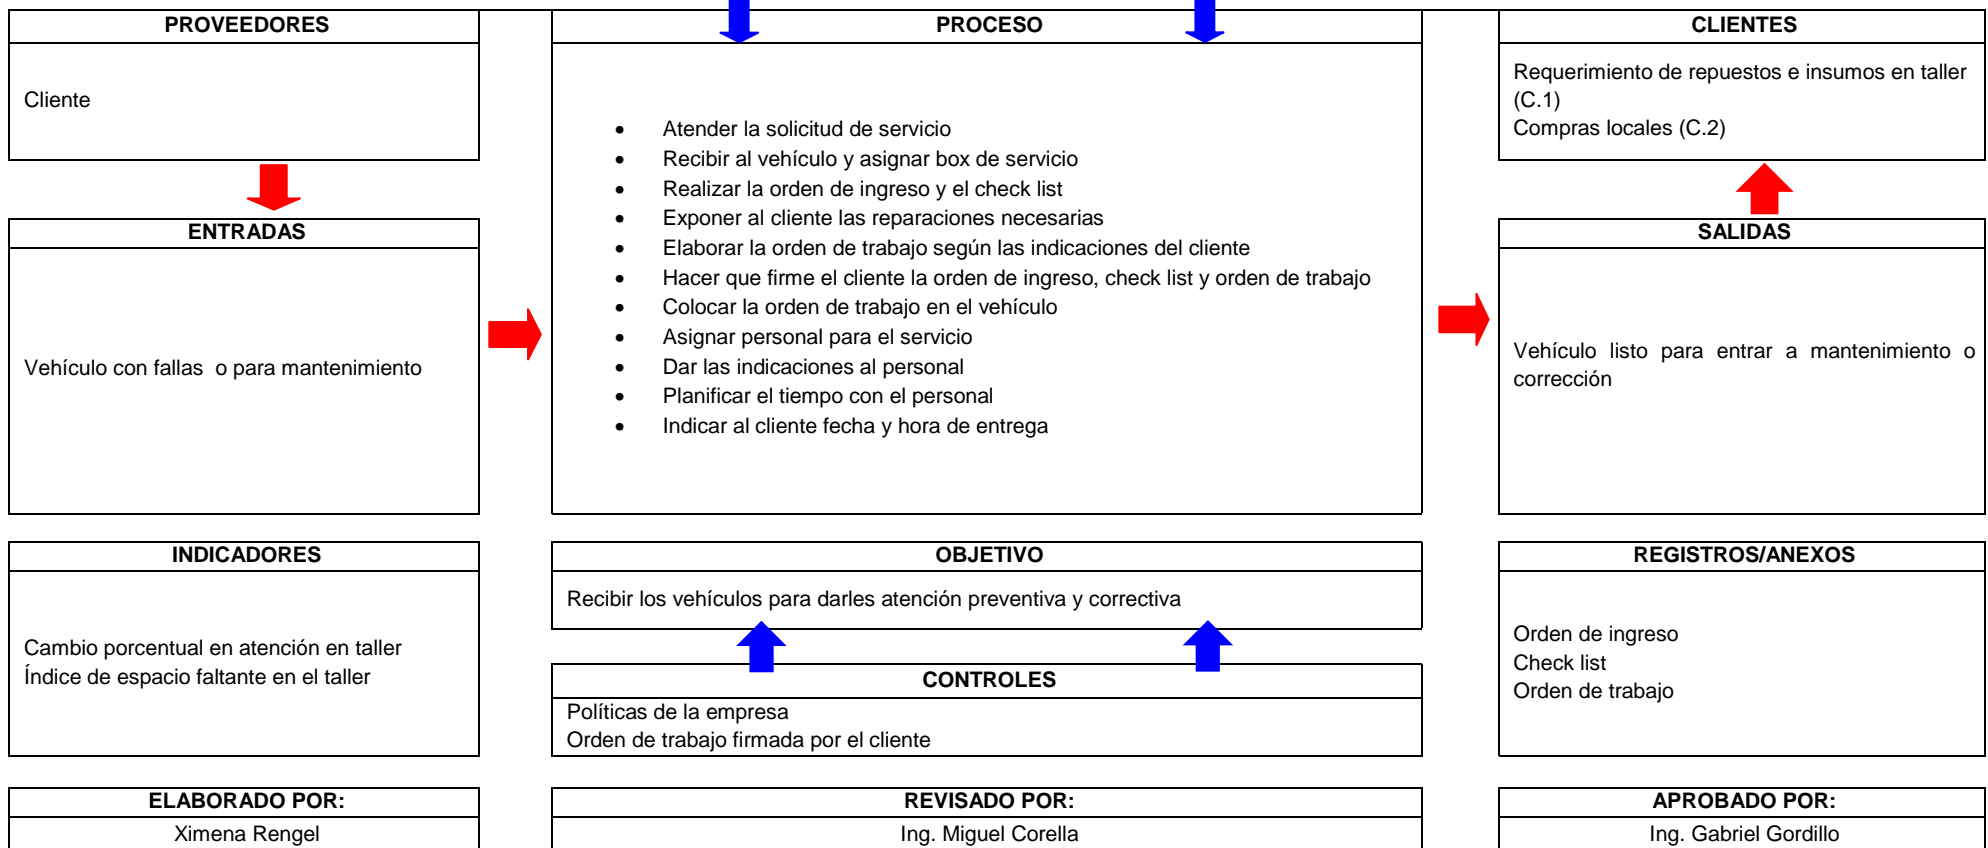 PROVEEDORES
Cliente
ENTRADAS
Vehículo con fallas o para mantenimiento
PROCESO
• Atender la solicitud de servicio
• Recibir al vehículo y asignar box de servicio
• Realizar la orden de ingreso y el check list
• Exponer al cliente las reparaciones necesarias
• Elaborar la orden de trabajo según las indicaciones del cliente
• Hacer que firme el cliente la orden de ingreso, check list y orden de trabajo
• Colocar la orden de trabajo en el vehículo
• Asignar personal para el servicio
• Dar las indicaciones al personal
• Planificar el tiempo con el personal
• Indicar al cliente fecha y hora de entrega
CLIENTES
Requerimiento de repuestos e insumos en taller
(C.1)
Compras locales (C.2)
SALIDAS
Vehículo listo para entrar a mantenimiento o
corrección
INDICADORES
Cambio porcentual en atención en taller
Índice de espacio faltante en el taller
OBJETIVO
Recibir los vehículos para darles atención preventiva y correctiva
CONTROLES
Políticas de la empresa
Orden de trabajo firmada por el cliente
REGISTROS/ANEXOS
Orden de ingreso
Check list
Orden de trabajo
ELABORADO POR:
Ximena Rengel
REVISADO POR:
Ing. Miguel Corella
APROBADO POR:
Ing. Gabriel Gordillo